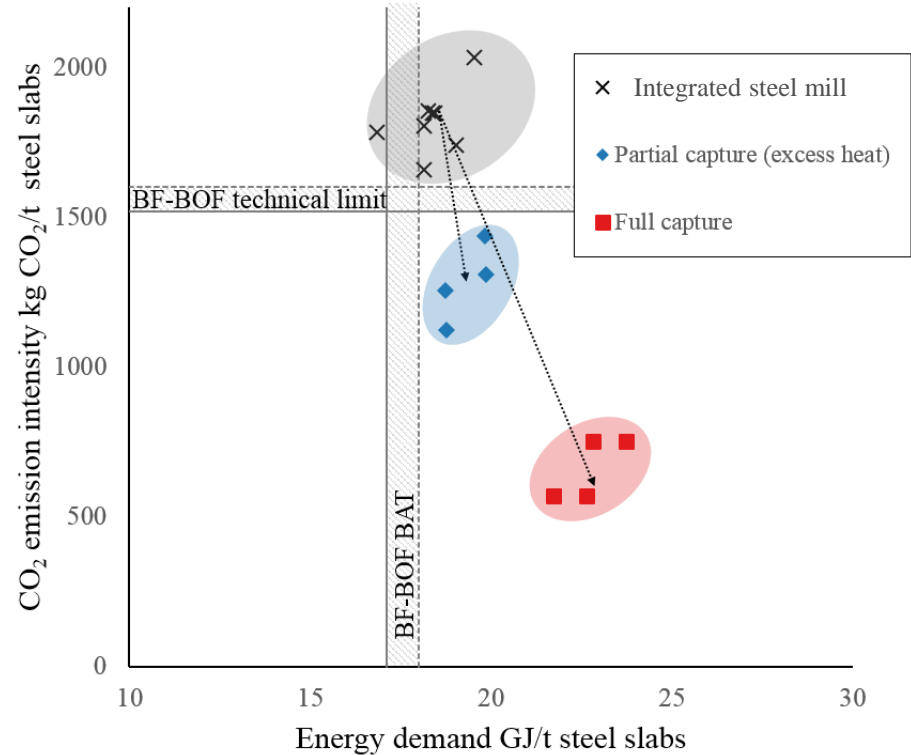 CO₂ emission intensity kg CO₂/t steel slabs
2000
1500
1000
500
0
10
15
20
25
30
Energy demand GJ/t steel slabs
BF-BOF technical limit
BF-BOF BAT
Integrated steel mill
Partial capture (excess heat)
Full capture